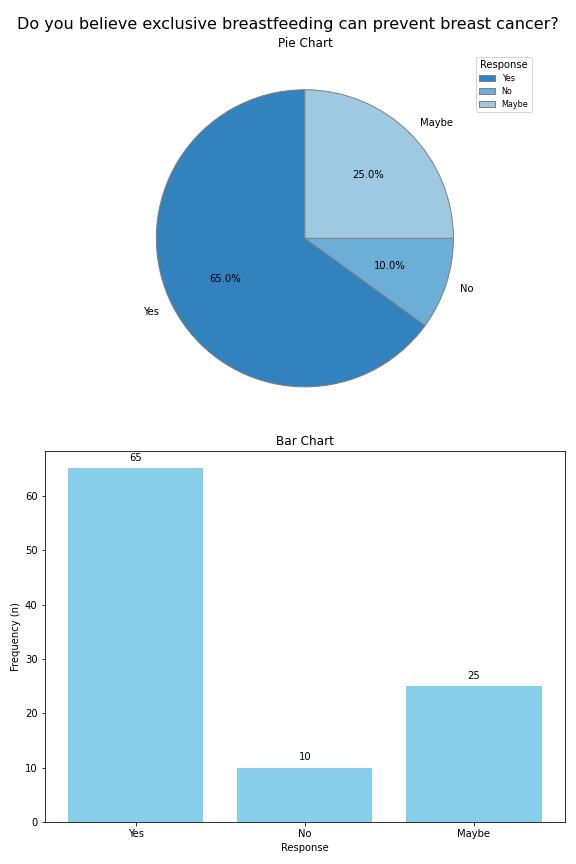 Do you believe exclusive breastfeeding can prevent breast cancer?
Pie Chart
Response
Yes
No
Maybe
Maybe
25.0%
10.0%
No
65.0%
Yes
Bar Chart
65
10
25
Frequency (n)
60
50
40
30
20
10
0
Yes No Maybe
Response